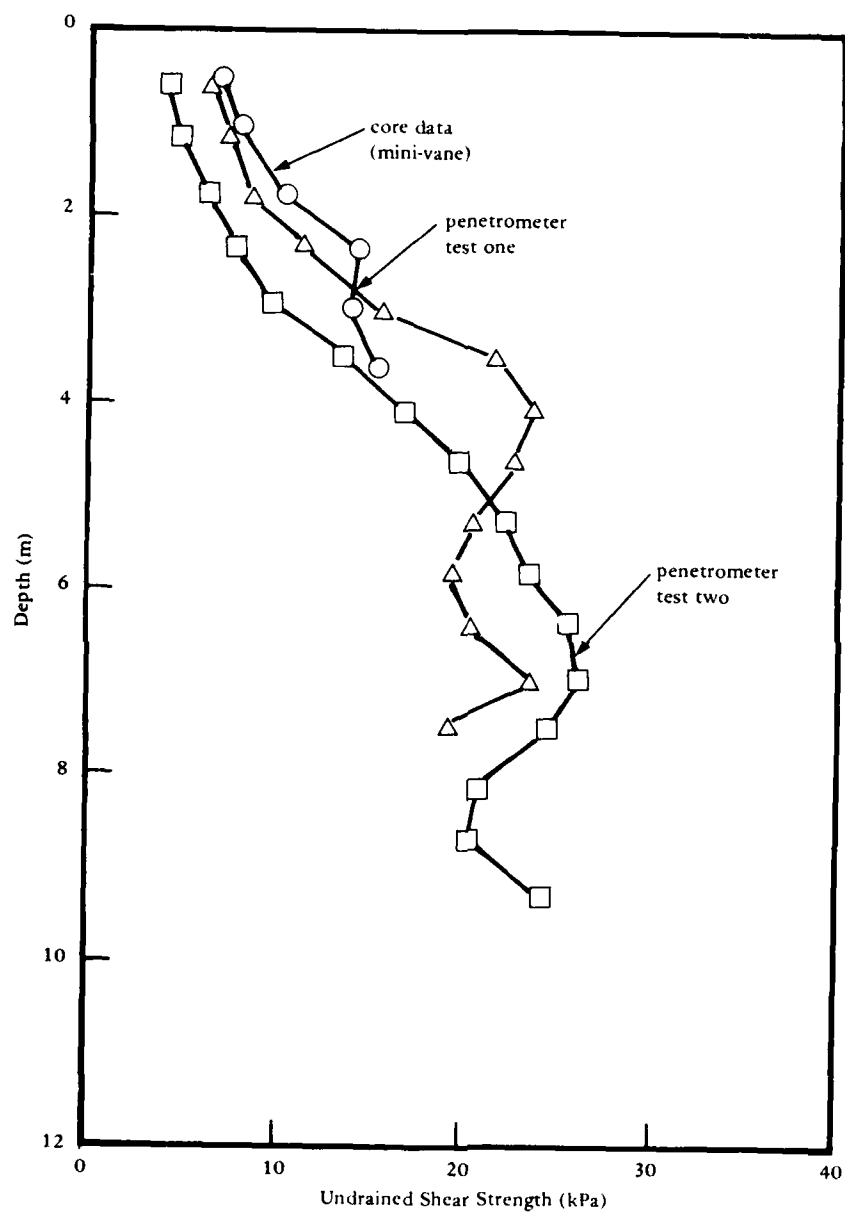 0
core data
(mini-vane)
2
penetrometer
test one
4
Depth (m)
6
penetrometer
test two
8
10
12
0
10
20
30
40
Undrained Shear Strength (kPa)